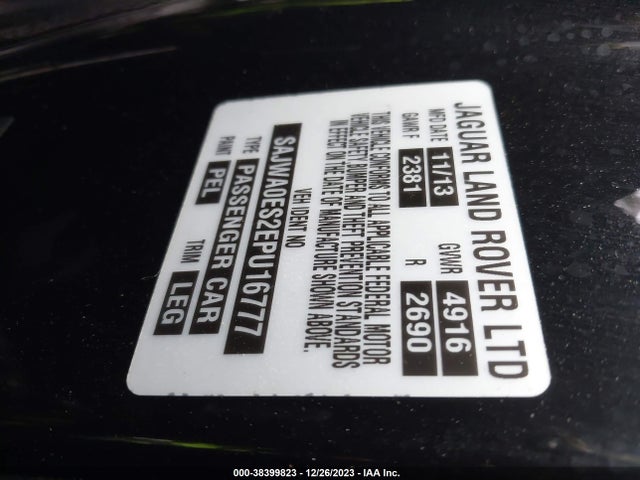 JAGUAR LAND ROVER LTD
MFD DATE 11/13 GVWR 4916
GAWR F 2381 R 2690
THIS VEHICLE CONFORMS TO ALL APPLICABLE FEDERAL MOTOR
VEHICLE SAFETY BUMPER AND THEFT PREVENTION STANDARDS
IN EFFECT ON THE DATE OF MANUFACTURE SHOWN ABOVE.
VEH IDENT NO
SAJWA0ES2EPU16777
TYPE PASSENGER CAR
PAINT PEL TRIM LEG
000-38399823 - 12/26/2023 - IAA Inc.